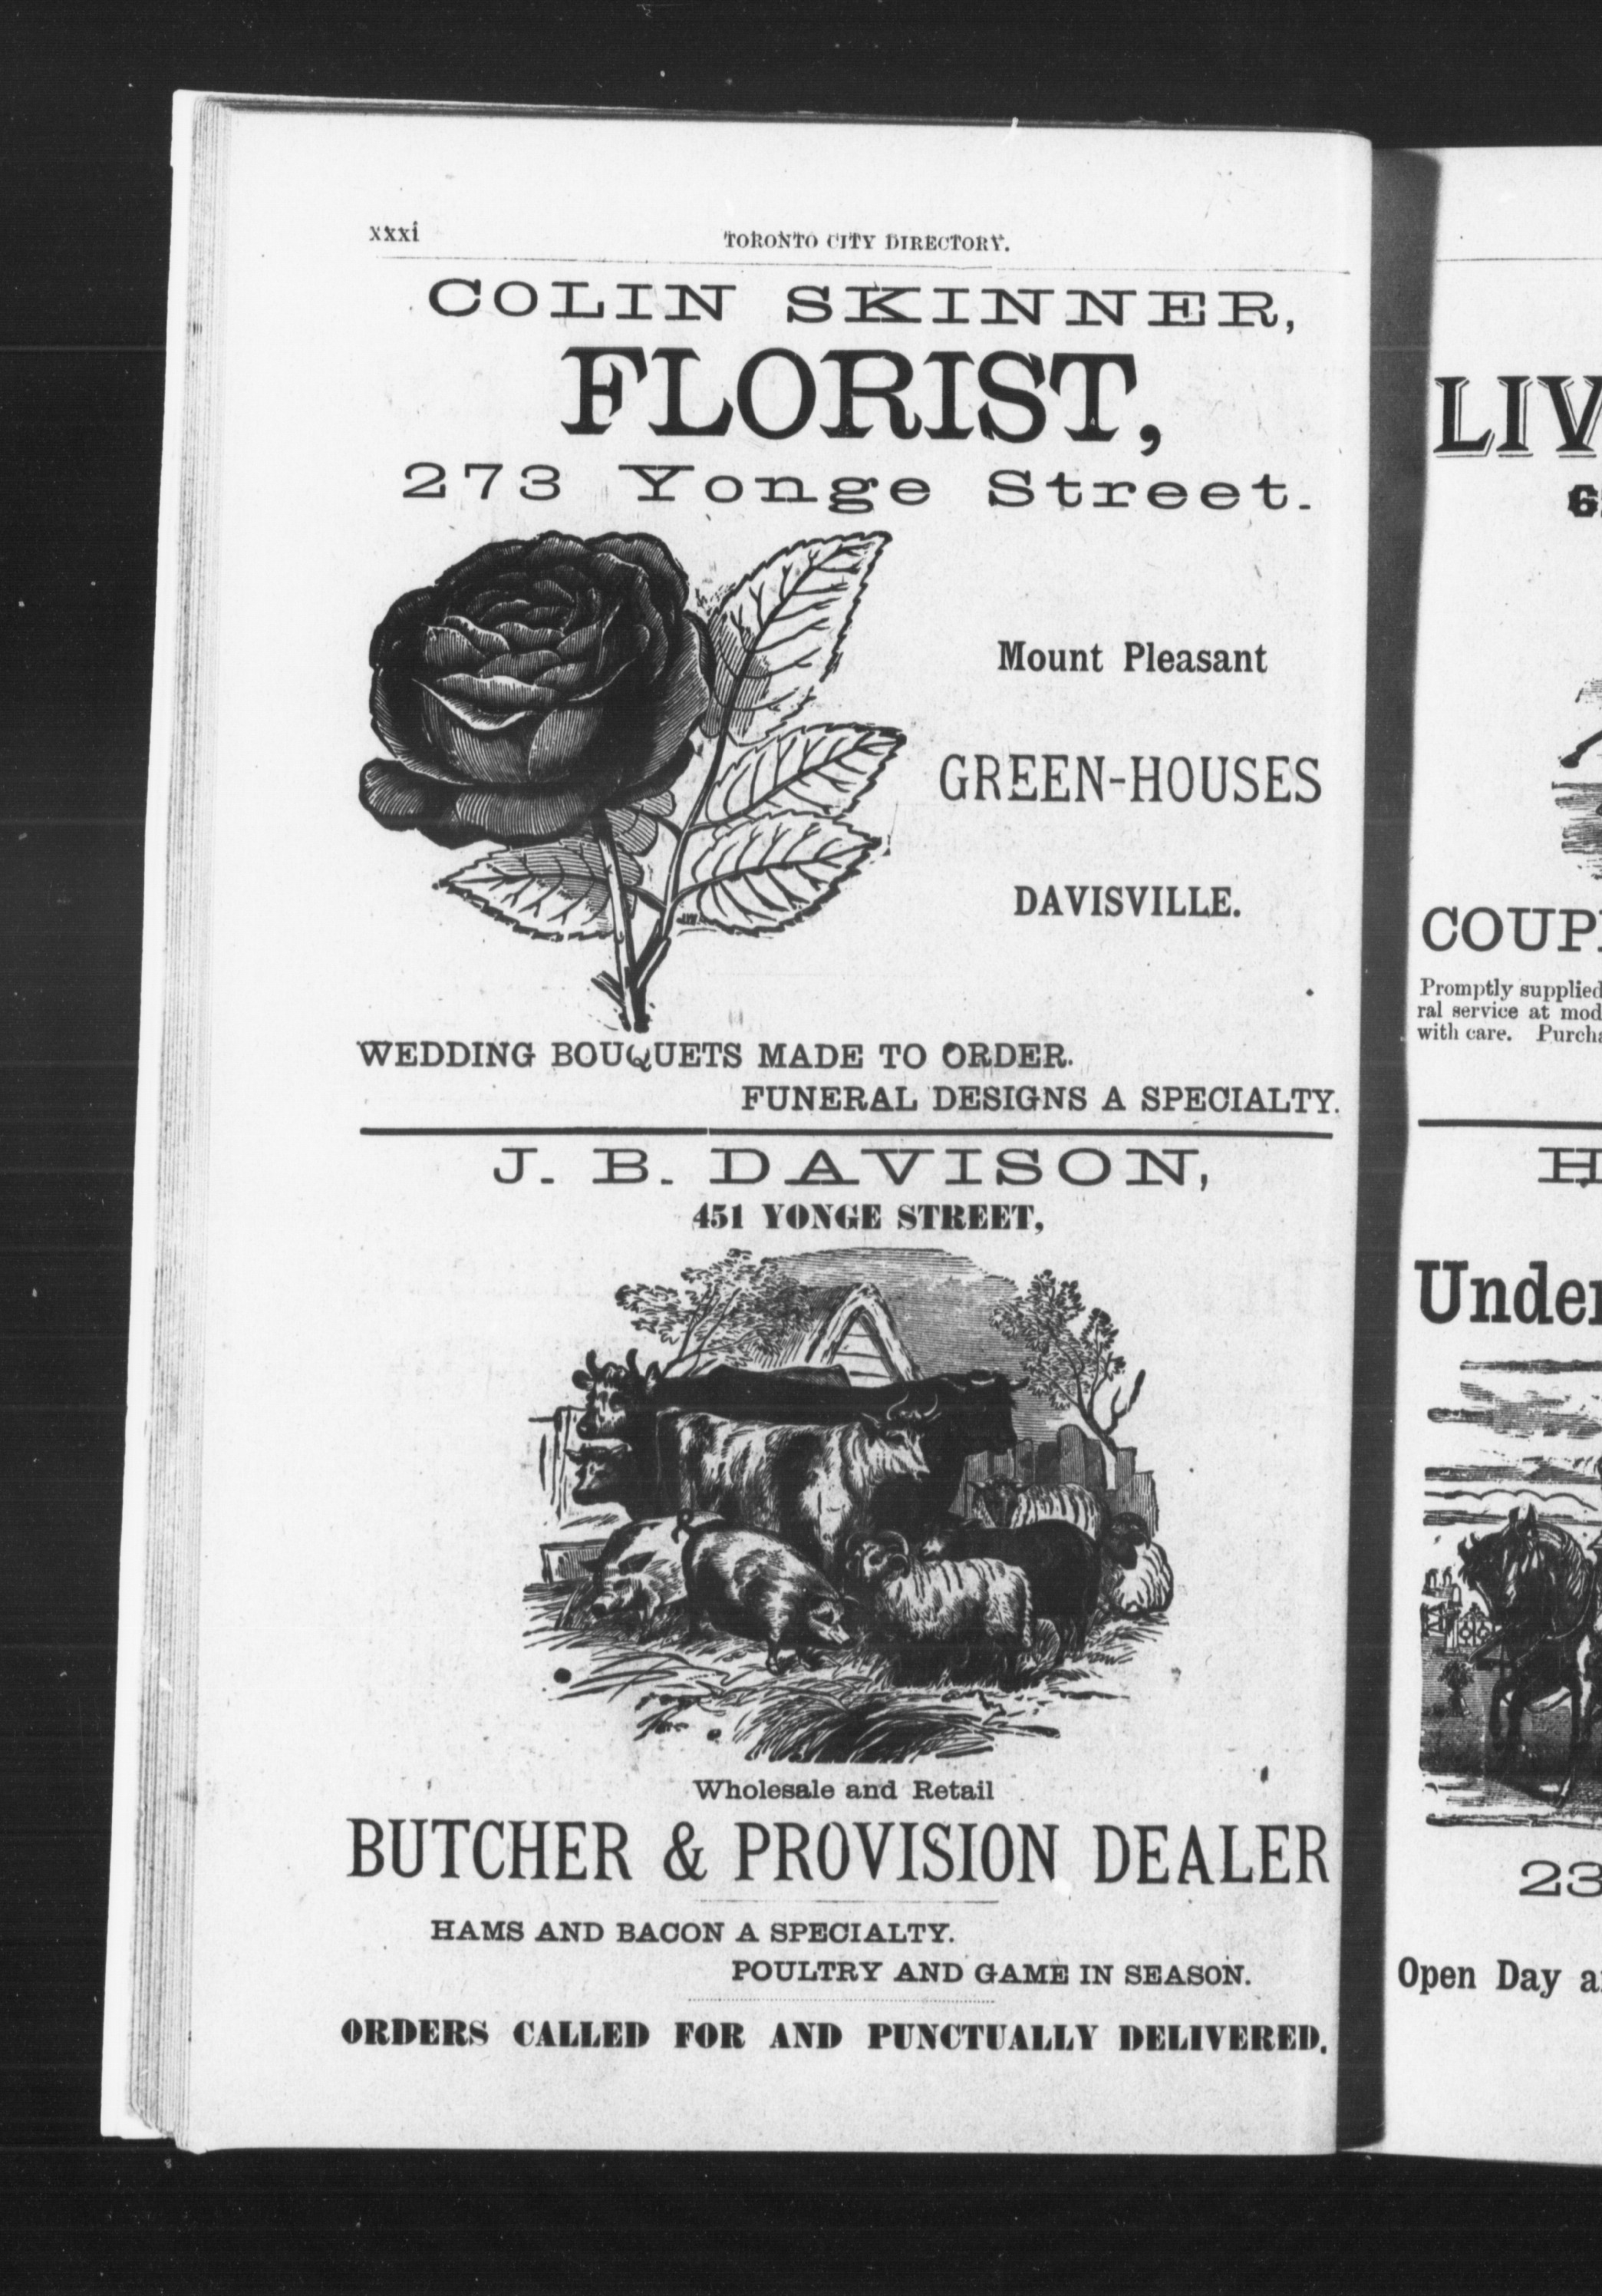 xxxi
TORONTO CITY DIRECTORY.
COLIN SKINNER,
FLORIST,
273 Yonge Street.
Mount Pleasant
GREEN-HOUSES
DAVISVILLE.
WEDDING BOUQUETS MADE TO ORDER.
FUNERAL DESIGNS A SPECIALTY.
J. B. DAVISON,
451 YONGE STREET,
Wholesale and Retail
BUTCHER & PROVISION DEALER
HAMS AND BACON A SPECIALTY.
POULTRY AND GAME IN SEASON.
ORDERS CALLED FOR AND PUNCTUALLY DELIVERED.
LIV
COUP
Promptly supplied
ral service at mod
with care. Purcha
H
Under
23
Open Day a